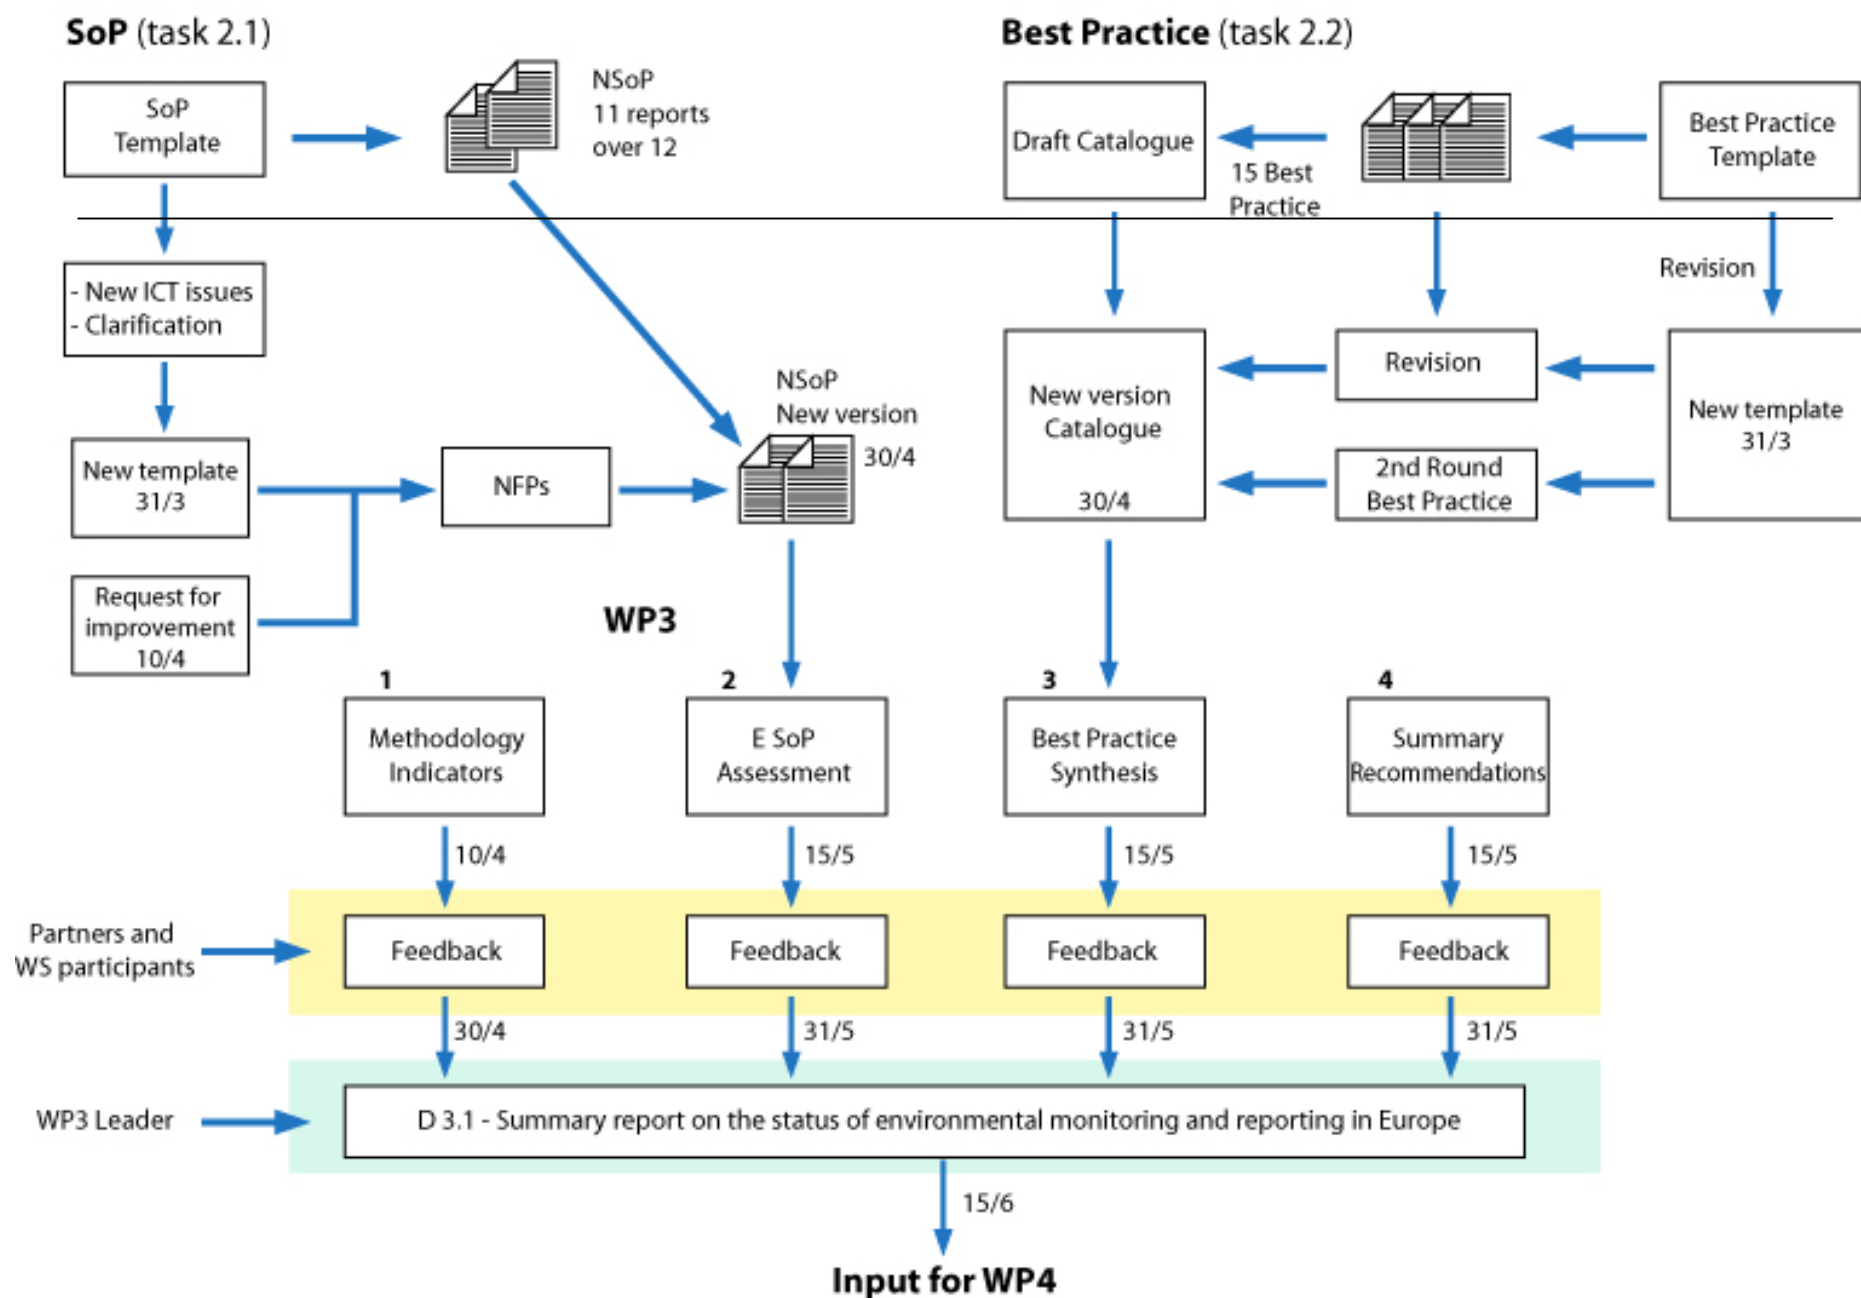 SoP (task 2.1)
Best Practice (task 2.2)
SoP
Template
NSoP
11 reports
over 12
Draft Catalogue
15 Best
Practice
Best Practice
Template
- New ICT issues
- Clarification
Revision
NSoP
New version
30/4
New template
31/3
NFPs
Request for
improvement
10/4
New version
Catalogue
30/4
Revision
2nd Round
Best Practice
New template
31/3
WP3
1
Methodology
Indicators
2
E SoP
Assessment
3
Best Practice
Synthesis
4
Summary
Recommendations
10/4
15/5
15/5
15/5
Partners and
WS participants
Feedback
Feedback
Feedback
Feedback
30/4
31/5
31/5
31/5
WP3 Leader
D 3.1 - Summary report on the status of environmental monitoring and reporting in Europe
15/6
Input for WP4